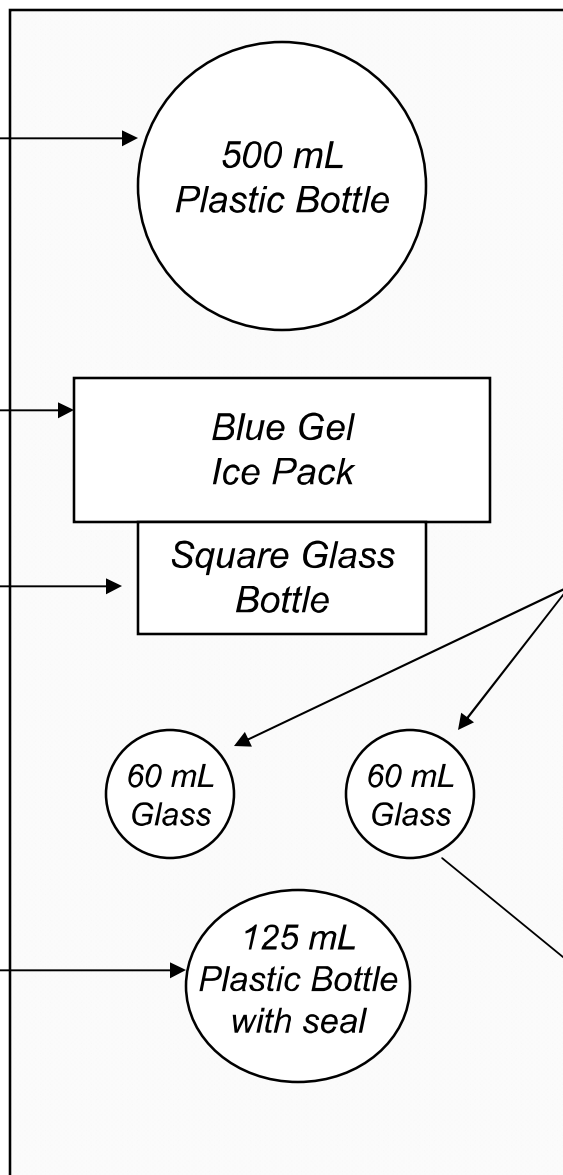 500 mL
Plastic Bottle
Blue Gel
Ice Pack
Square Glass
Bottle
60 mL
Glass
60 mL
Glass
125 mL
Plastic Bottle
with seal